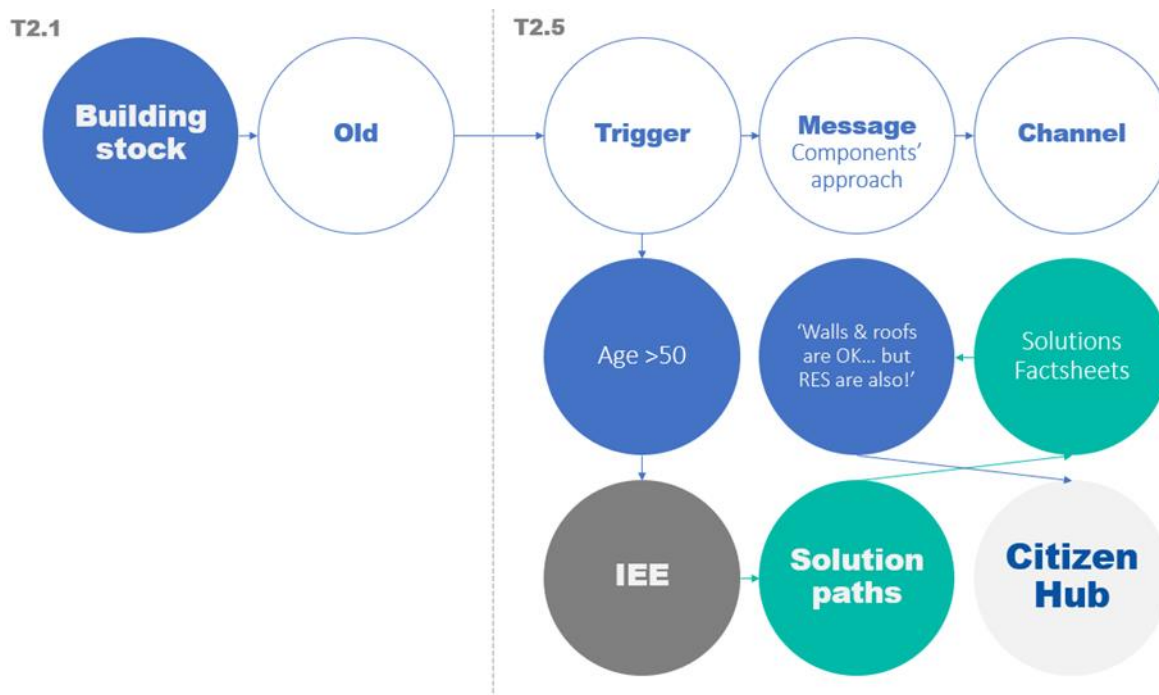 T2.1
T2.5
Building
stock
Old
Trigger
Message
Components’
approach
Channel
Age >50
‘Walls & roofs
are OK... but
RES are also!’
Solutions
Factsheets
IEE
Solution
paths
Citizen
Hub